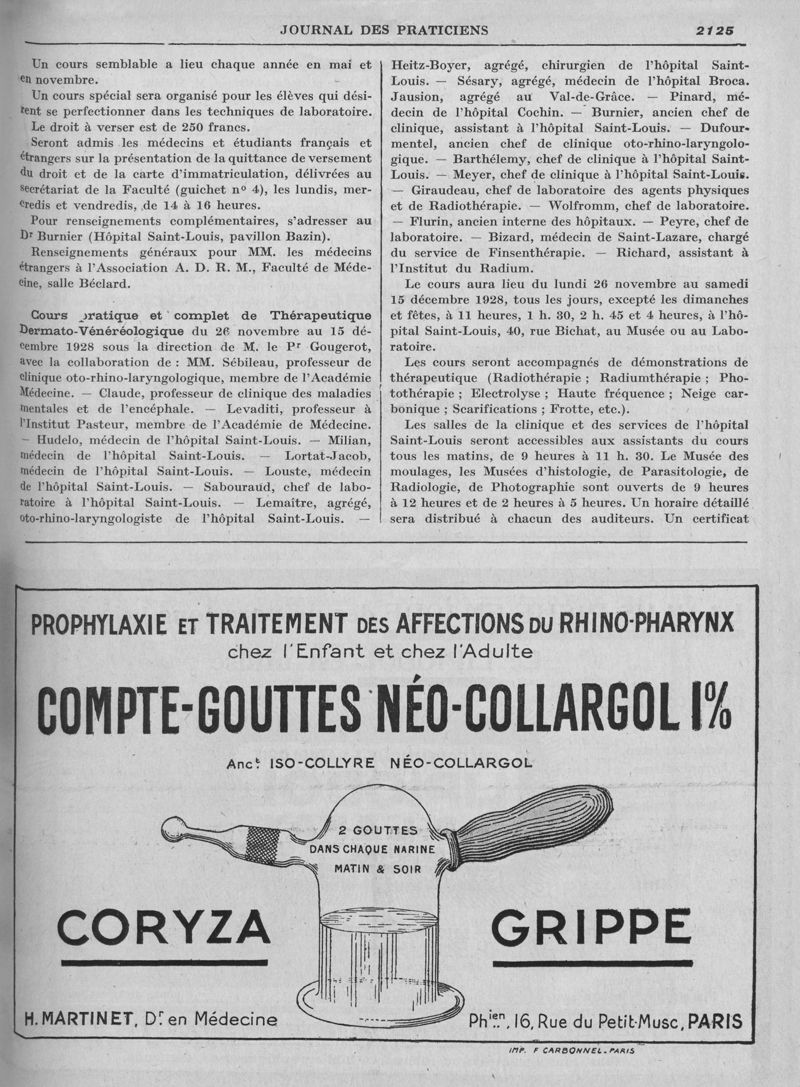 JOURNAL DES PRATICIENS
2125
Un cours semblable a lieu chaque année en mai et
en novembre.
Un cours spécial sera organisé pour les élèves qui dési-
rent se perfectionner dans les techniques de laboratoire.
Le droit à verser est de 250 francs.
Seront admis les médecins et étudiants français et
étrangers sur la présentation de la quittance de versement
du droit et de la carte d'immatriculation, délivrées au
secrétariat de la Faculté (guichet nº 4), les lundis, mer-
credis et vendredis, de 14 à 16 heures.
Pour renseignements complémentaires, s'adresser au
Dr Burnier (Hôpital Saint-Louis, pavillon Bazin).
Renseignements généraux pour MM. les médecins
étrangers à l'Association A. D. R. M., Faculté de Méde-
cine, salle Béclard.
Cours pratique et complet de Thérapeutique
Dermato-Vénéréologique du 26 novembre au 15 dé-
cembre 1928 sous la direction de M. le Pr Gougerot,
avec la collaboration de : MM. Sébileau, professeur de
clinique oto-rhino-laryngologique, membre de l'Académie
Médecine. — Claude, professeur de clinique des maladies
mentales et de l'encéphale. — Levaditi, professeur à
l'Institut Pasteur, membre de l'Académie de Médecine.
— Hudelo, médecin de l'hôpital Saint-Louis. — Milian,
médecin de l'hôpital Saint-Louis. — Lortat-Jacob,
médecin de l'hôpital Saint-Louis. — Louste, médecin
de l'hôpital Saint-Louis. — Sabouraud, chef de labo-
ratoire à l'hôpital Saint-Louis. — Lemaître, agrégé,
oto-rhino-laryngologiste de l'hôpital Saint-Louis. —
Heitz-Boyer, agrégé, chirurgien de l'hôpital Saint-
Louis. — Sésary, agrégé, médecin de l'hôpital Broca.
Jausion, agrégé au Val-de-Grâce. — Pinard, mé-
decin de l'hôpital Cochin. — Burnier, ancien chef de
clinique, assistant à l'hôpital Saint-Louis. — Dufour-
mentel, ancien chef de clinique oto-rhino-laryngolo-
gique. — Barthélemy, chef de clinique à l'hôpital Saint-
Louis. — Meyer, chef de clinique à l'hôpital Saint-Louis.
— Giraudeau, chef de laboratoire des agents physiques
et de Radiothérapie. — Wolfromm, chef de laboratoire.
— Flurin, ancien interne des hôpitaux. — Peyre, chef de
laboratoire. — Bizard, médecin de Saint-Lazare, chargé
du service de Finsenthérapie. — Richard, assistant à
l'Institut du Radium.
Le cours aura lieu du lundi 26 novembre au samedi
15 décembre 1928, tous les jours, excepté les dimanches
et fêtes, à 11 heures, 1 h. 30, 2 h. 45 et 4 heures, à l'hô-
pital Saint-Louis, 40, rue Bichat, au Musée ou au Labo-
ratoire.
Les cours seront accompagnés de démonstrations de
thérapeutique (Radiothérapie ; Radiumthérapie ; Pho-
tothérapie ; Electrolyse ; Haute fréquence ; Neige car-
bonique ; Scarifications ; Frotte, etc.).
Les salles de la clinique et des services de l'hôpital
Saint-Louis seront accessibles aux assistants du cours
tous les matins, de 9 heures à 11 h. 30. Le Musée des
moulages, les Musées d'histologie, de Parasitologie, de
Radiologie, de Photographie sont ouverts de 9 heures
à 12 heures et de 2 heures à 5 heures. Un horaire détaillé
sera distribué à chacun des auditeurs. Un certificat
PROPHYLAXIE ET TRAITEMENT DES AFFECTIONS DU RHINO-PHARYNX
chez l'Enfant et chez l'Adulte
COMPTE-GOUTTES NÉO-COLLARGOL 1%
Anct. ISO-COLLYRE NÉO-COLLARGOL
2 GOUTTES
DANS CHAQUE NARINE
MATIN & SOIR
CORYZA
GRIPPE
H. MARTINET, Dr. en Médecine
Phien., 16, Rue du Petit-Musc, PARIS
IMP. F CARBONNEL. PARIS